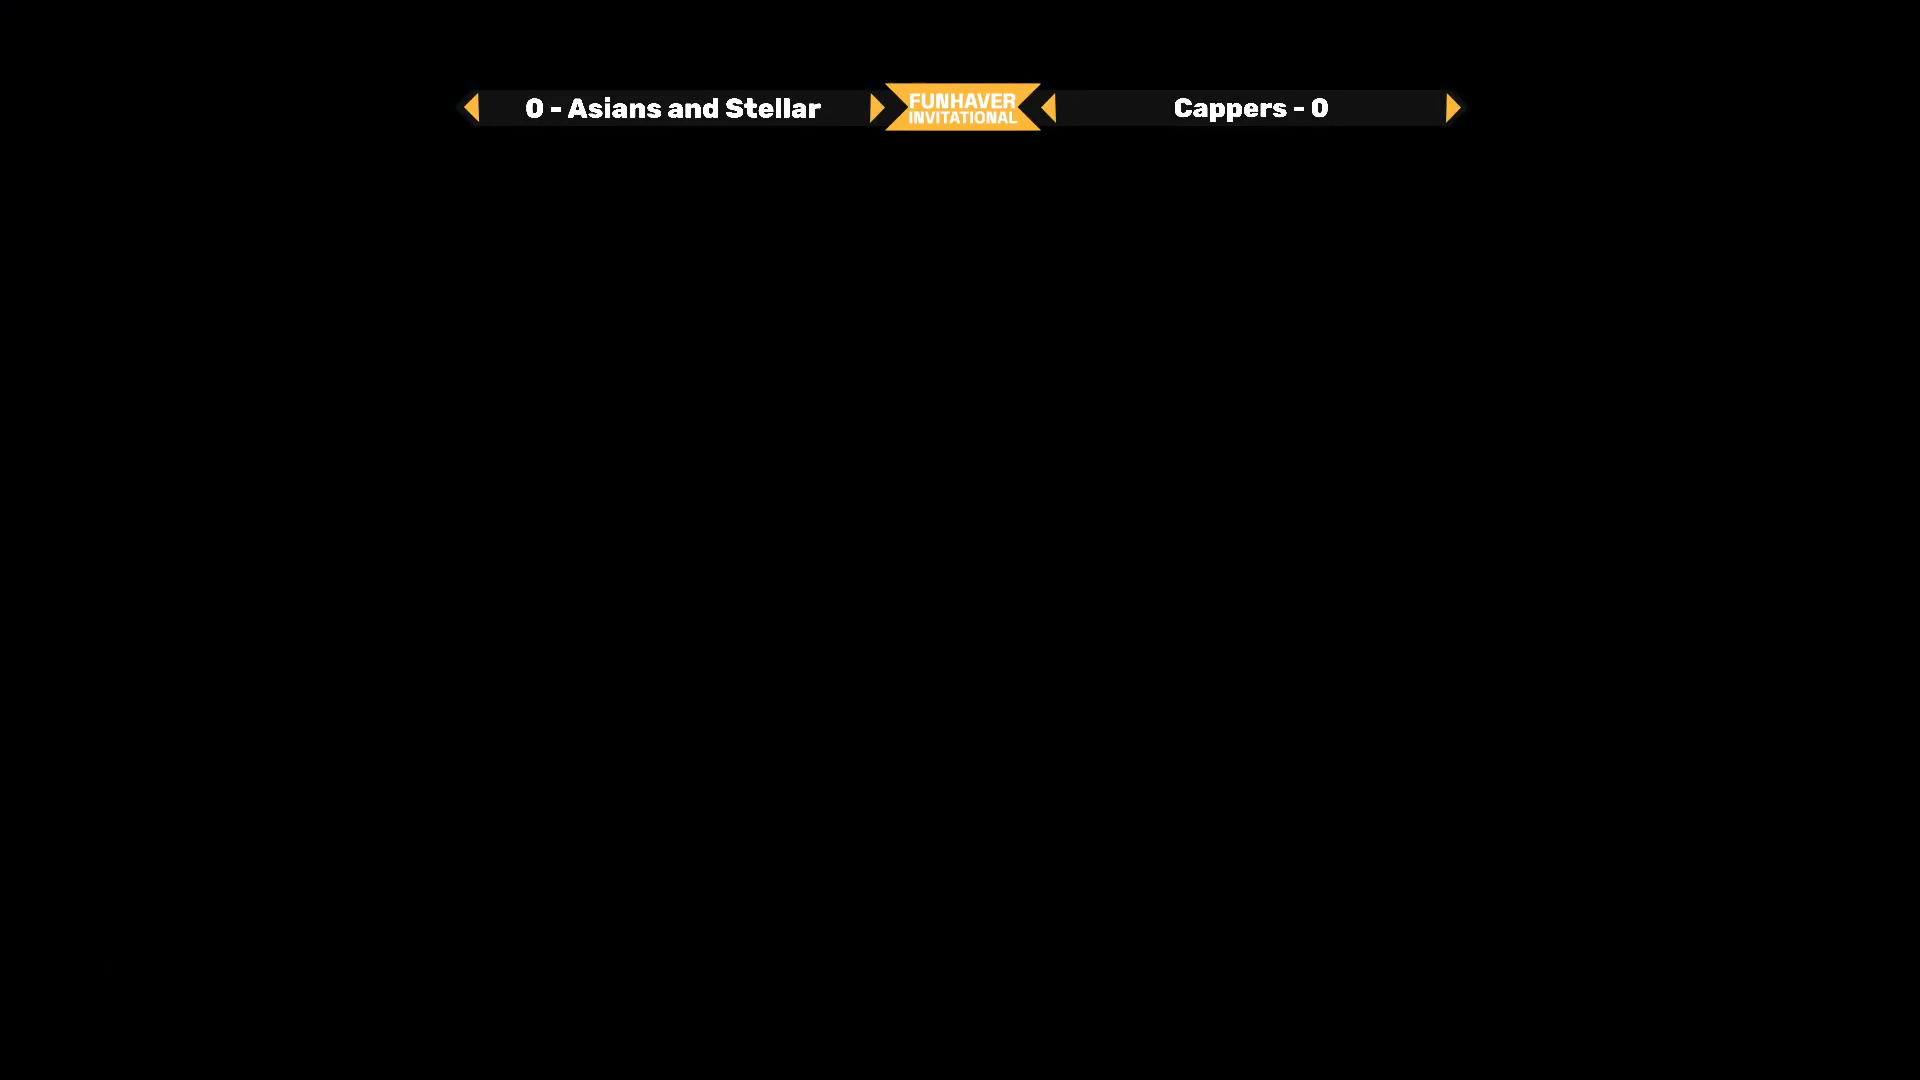 0 - Asians and Stellar
FUNHAVER
INVITATIONAL
Cappers - 0